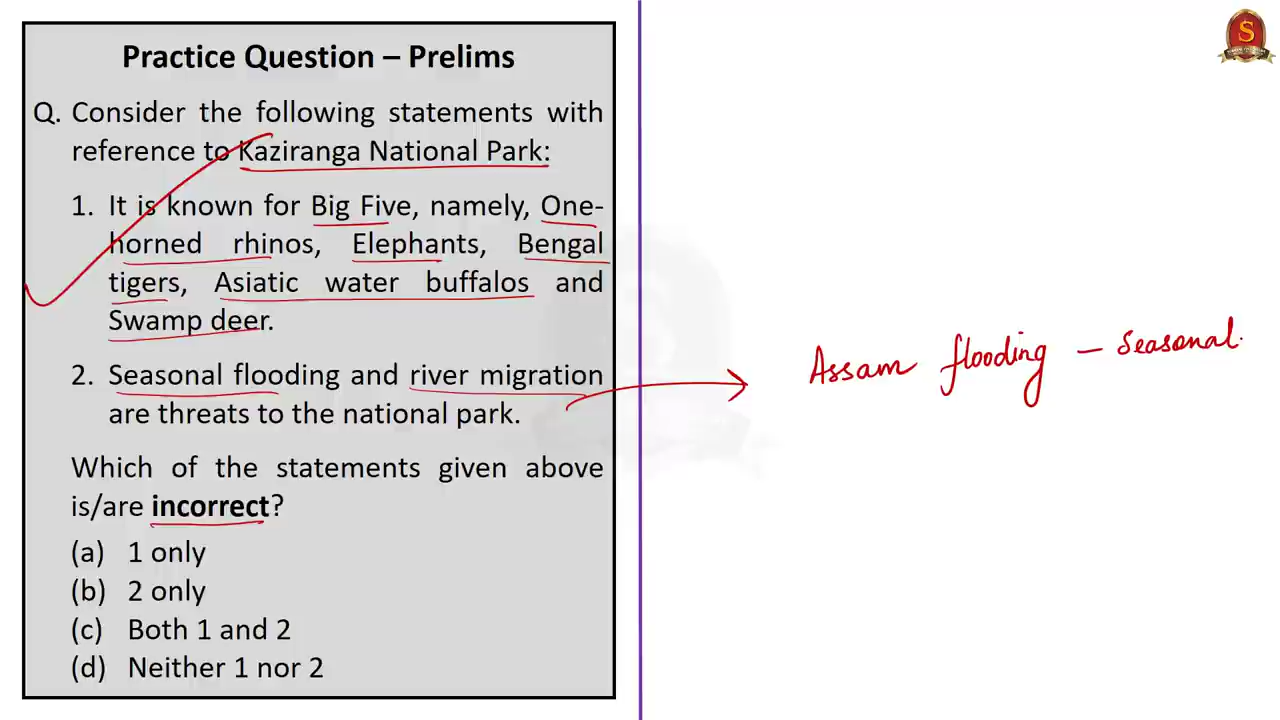 Practice Question – Prelims
Q. Consider the following statements with
reference to Kaziranga National Park:
1. It is known for Big Five, namely, One-
horned rhinos, Elephants, Bengal
tigers, Asiatic water buffalos and
Swamp deer.
2. Seasonal flooding and river migration
are threats to the national park.
Which of the statements given above
is/are incorrect?
(a) 1 only
(b) 2 only
(c) Both 1 and 2
(d) Neither 1 nor 2
Assam flooding – seasonal.
S